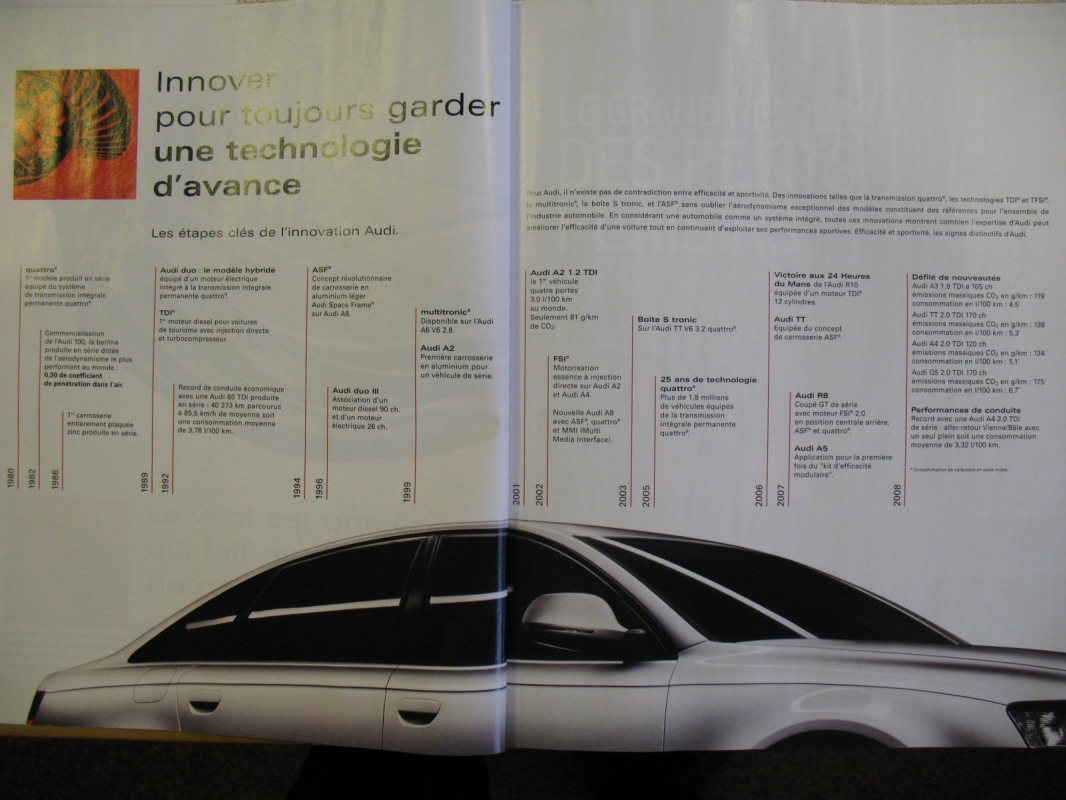 Innover
pour toujours garder
une technologie
d'avance
Les étapes clés de l'innovation Audi.
Pour Audi, il n'existe pas de contradiction entre efficacité et sportivité. Des innovations telles que la transmission quattro®, les technologies TDI® et TFSI®,
le multitronic®, la boîte S tronic, et l'ASF® sans oublier l'aérodynamisme exceptionnel des modèles constituent des références pour l'ensemble de
l'industrie automobile. En considérant une automobile comme un système intégré, toutes ces innovations montrent combien l'expertise d'Audi peut
améliorer l'efficacité d'une voiture tout en continuant d'exploiter ses performances sportives. Efficacité et sportivité, les signes distinctifs d'Audi.
quattro®
1er modèle produit en série
équipé du système
de transmission intégrale
permanente quattro®.
1980
Commercialisation
de l'Audi 100, la berline
produite en série dotée
de l'aérodynamisme le plus
performant au monde :
0,30 de coefficient
de pénétration dans l'air.
1982
1re carrosserie
entièrement plaquée
zinc produite en série.
1986
Audi duo : le modèle hybride
équipé d'un moteur électrique
intégré à la transmission intégrale
permanente quattro®.
TDI®
1er moteur diesel pour voitures
de tourisme avec injection directe
et turbocompresseur.
1989
Record de conduite économique
avec une Audi 80 TDI produite
en série : 40 273 km parcourus
à 85,5 km/h de moyenne soit
une consommation moyenne
de 3,78 l/100 km.
1992
ASF®
Concept révolutionnaire
de carrosserie en
aluminium léger
Audi Space Frame®
sur Audi A8.
1994
Audi duo III
Association d'un
moteur diesel 90 ch.
et d'un moteur
électrique 26 ch.
1996
multitronic®
Disponible sur l'Audi
A6 V6 2.8.
Audi A2
Première carrosserie
en aluminium pour
un véhicule de série.
1999
Audi A2 1.2 TDI
le 1er véhicule
quatre portes
3.0 l/100 km
au monde.
Seulement 81 g/km
de CO2.
2001
FSI®
Motorisation
essence à injection
directe sur Audi A2
et Audi A4.
Nouvelle Audi A8
avec ASF®, quattro®
et MMI (Multi
Media Interface).
2002
Boîte S tronic
Sur l'Audi TT V6 3.2 quattro®.
2003
25 ans de technologie
quattro®
Plus de 1,8 millions
de véhicules équipés
de la transmission
intégrale permanente
quattro®.
2005
Victoire aux 24 Heures
du Mans de l'Audi R10
équipée d'un moteur TDI®
12 cylindres.
Audi TT
Equipée du concept
de carrosserie ASF®.
2006
Audi R8
Coupé GT de série
avec moteur FSI® 2.0
en position centrale arrière,
ASF® et quattro®.
Audi A5
Application pour la première
fois du "kit d'efficacité
modulaire".
2007
Défilé de nouveautés
Audi A3 1.9 TDI e 105 ch
émissions massiques CO2 en g/km : 119
consommation en l/100 km : 4,5*
Audi TT 2.0 TDI 170 ch
émissions massiques CO2 en g/km : 139
consommation en l/100 km : 5,3*
Audi A4 2.0 TDI 120 ch
émissions massiques CO2 en g/km : 134
consommation en l/100 km : 5,1*
Audi Q5 2.0 TDI 170 ch
émissions massiques CO2 en g/km : 175
consommation en l/100 km : 6,7*
Performances de conduite
Record avec une Audi A4 2.0 TDI
de série : aller-retour Vienne/Bâle avec
un seul plein soit une consommation
moyenne de 3,32 l/100 km.
* Consommation de carburant en cycle mixte.
2008